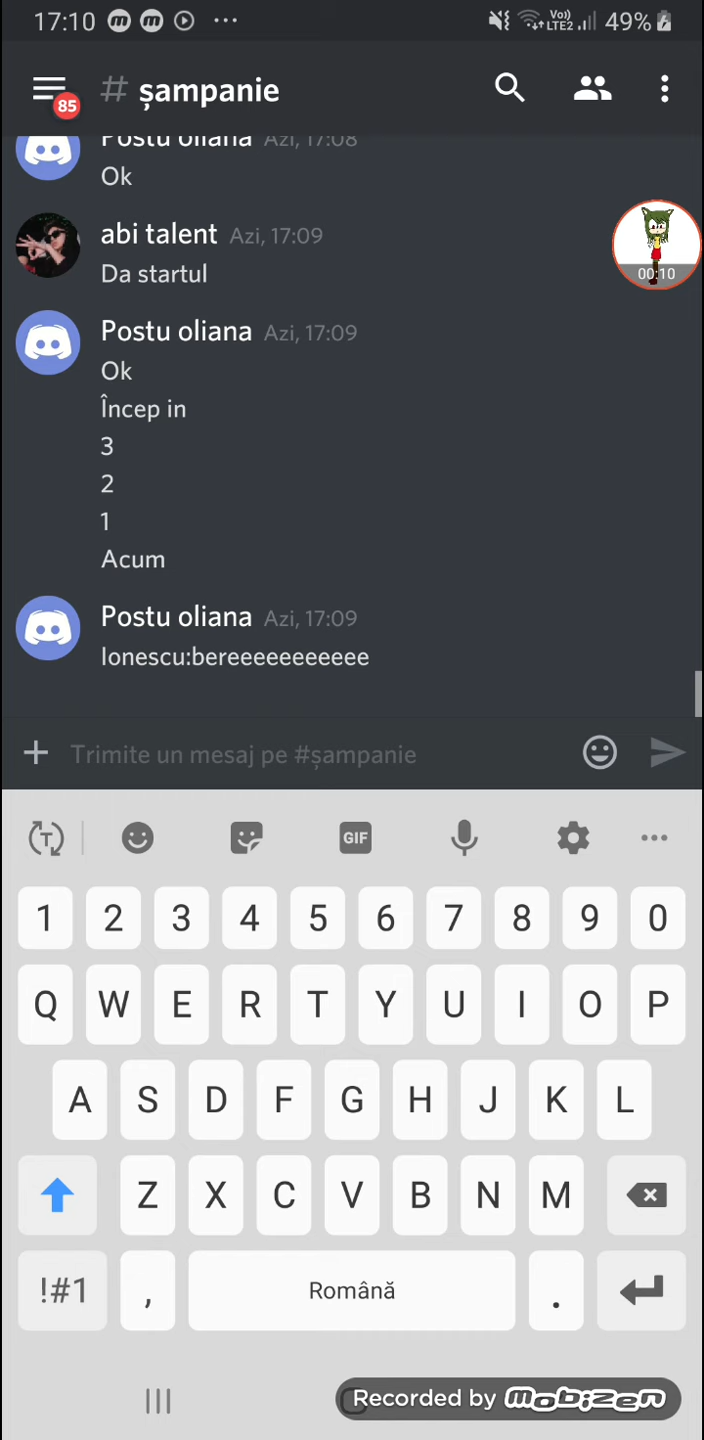 17:10
Vo)) LTE2 49%
85
# șampanie
Postu oliana Azi, 17:08
Ok
abi talent Azi, 17:09
Da startul
00:10
Postu oliana Azi, 17:09
Ok
Încep in
3
2
1
Acum
Postu oliana Azi, 17:09
Ionescu:bereeeeeeeeeee
Trimite un mesaj pe #șampanie
T
GIF
1 2 3 4 5 6 7 8 9 0
Q W E R T Y U I O P
A S D F G H J K L
Z X C V B N M
!#1 , Română .
Recorded by mobizen